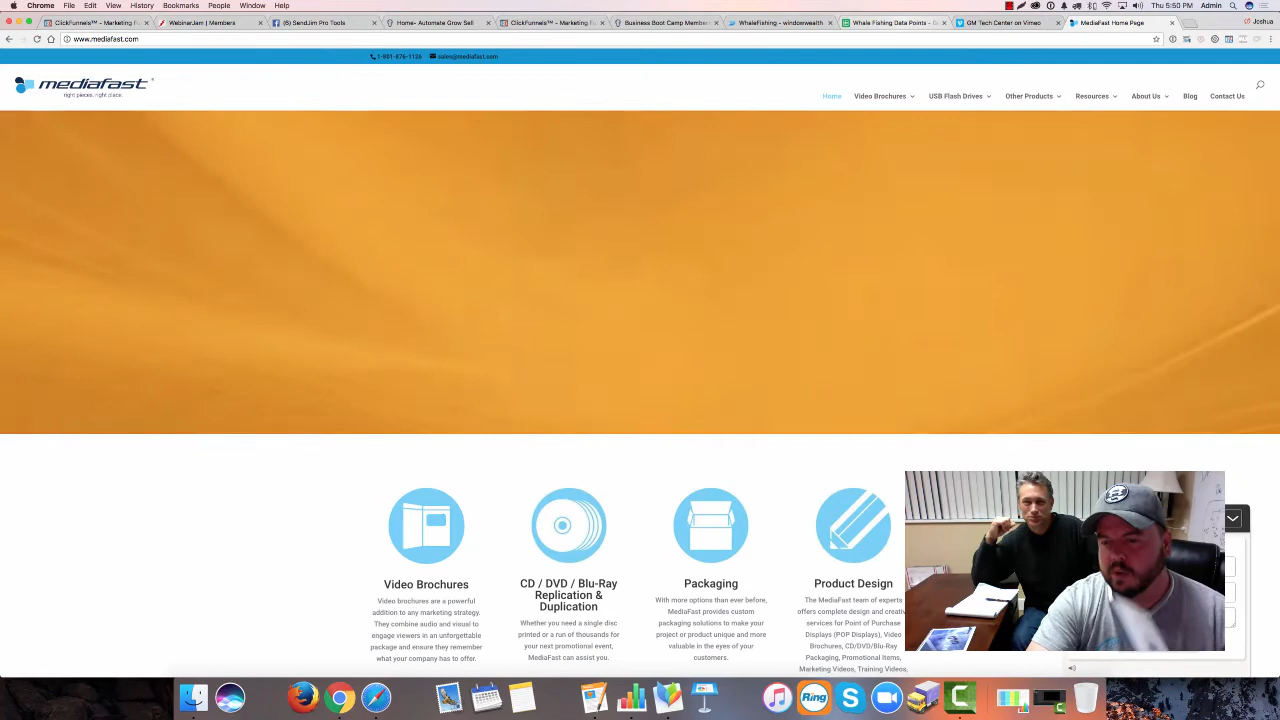 Chrome File Edit View History Bookmarks People Window Help
Thu 5:50 PM Admin
ClickFunnels™ - Marketing Fu
WebinarJam | Members
(6) SendJim Pro Tools
Home- Automate Grow Sell
ClickFunnels™ - Marketing Fu
Business Boot Camp Members
WhaleFishing - windowwealth
Whale Fishing Data Points - G
GM Tech Center on Vimeo
MediaFast Home Page
Joshua
www.mediafast.com
1-801-876-1126 sales@mediafast.com
mediafast
right pieces. right place.
Home Video Brochures USB Flash Drives Other Products Resources About Us Blog Contact Us
Video Brochures
Video brochures are a powerful
addition to any marketing strategy.
They combine audio and visual to
engage viewers in an unforgettable
package and ensure they remember
what your company has to offer.
CD / DVD / Blu-Ray
Replication &
Duplication
Whether you need a single disc
printed or a run of thousands for
your next promotional event,
MediaFast can assist you.
Packaging
With more options than ever before,
MediaFast provides custom
packaging solutions to make your
project or product unique and more
valuable in the eyes of your
customers.
Product Design
The MediaFast team of experts
offers complete design and creativ
services for Point of Purchase
Displays (POP Displays), Video
Brochures, CD/DVD/Blu-Ray
Packaging, Promotional Items,
Marketing Videos, Training Videos,
Ring